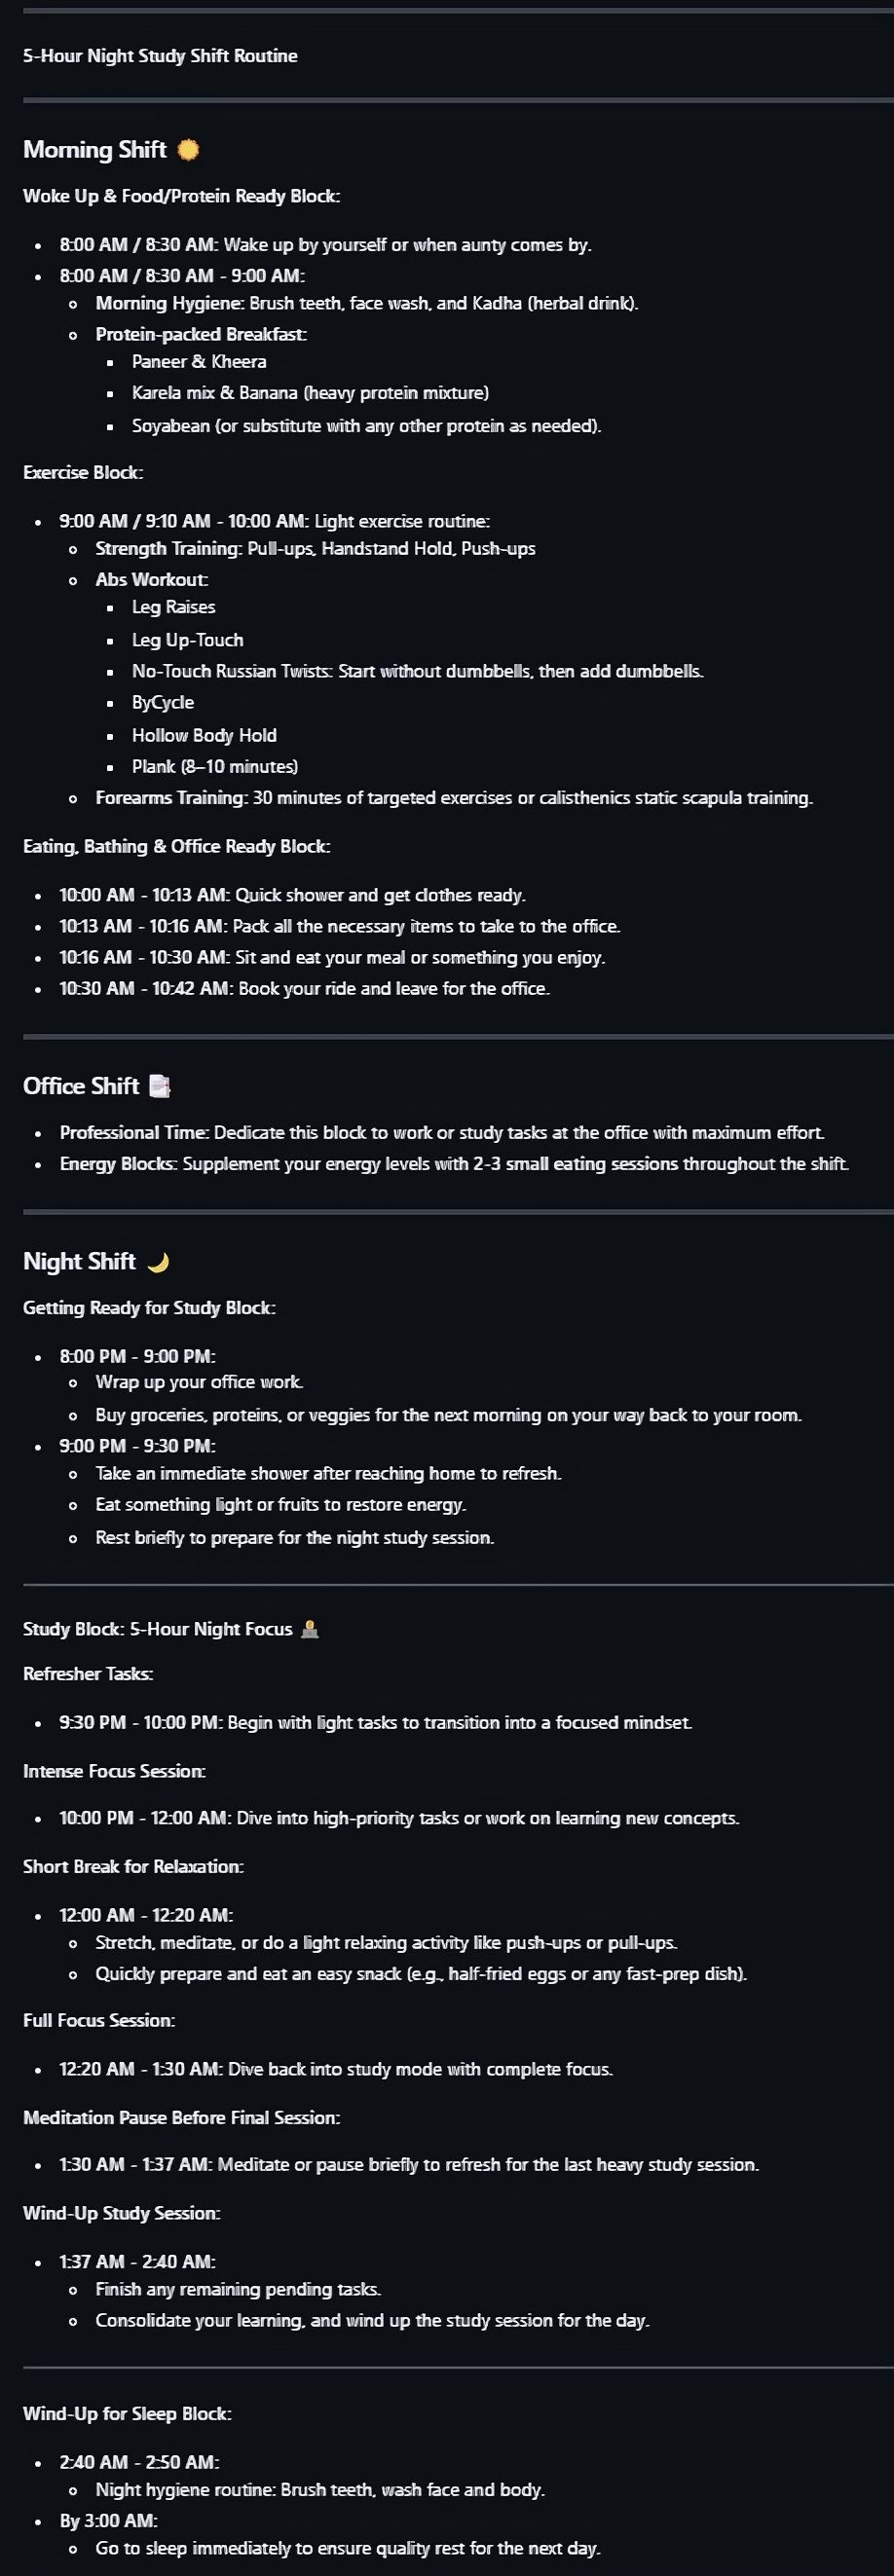 5-Hour Night Study Shift Routine
Morning Shift
Woke Up & Food/Protein Ready Block:
8:00 AM / 8:30 AM: Wake up by yourself or when aunty comes by.
8:00 AM / 8:30 AM - 9:00 AM:
Morning Hygiene: Brush teeth, face wash, and Kadha (herbal drink).
Protein-packed Breakfast:
Paneer & Kheera
Karela mix & Banana (heavy protein mixture)
Soyabean (or substitute with any other protein as needed).
Exercise Block:
9:00 AM / 9:10 AM - 10:00 AM: Light exercise routine:
Strength Training: Pull-ups, Handstand Hold, Push-ups
Abs Workout:
Leg Raises
Leg Up-Touch
No-Touch Russian Twists: Start without dumbbells, then add dumbbells.
ByCycle
Hollow Body Hold
Plank (8–10 minutes)
Forearms Training: 30 minutes of targeted exercises or calisthenics static scapula training.
Eating, Bathing & Office Ready Block:
10:00 AM - 10:13 AM: Quick shower and get clothes ready.
10:13 AM - 10:16 AM: Pack all the necessary items to take to the office.
10:16 AM - 10:30 AM: Sit and eat your meal or something you enjoy.
10:30 AM - 10:42 AM: Book your ride and leave for the office.
Office Shift
Professional Time: Dedicate this block to work or study tasks at the office with maximum effort.
Energy Blocks: Supplement your energy levels with 2-3 small eating sessions throughout the shift.
Night Shift
Getting Ready for Study Block:
8:00 PM - 9:00 PM:
Wrap up your office work.
Buy groceries, proteins, or veggies for the next morning on your way back to your room.
9:00 PM - 9:30 PM:
Take an immediate shower after reaching home to refresh.
Eat something light or fruits to restore energy.
Rest briefly to prepare for the night study session.
Study Block: 5-Hour Night Focus
Refresher Tasks:
9:30 PM - 10:00 PM: Begin with light tasks to transition into a focused mindset.
Intense Focus Session:
10:00 PM - 12:00 AM: Dive into high-priority tasks or work on learning new concepts.
Short Break for Relaxation:
12:00 AM - 12:20 AM:
Stretch, meditate, or do a light relaxing activity like push-ups or pull-ups.
Quickly prepare and eat an easy snack (e.g., half-fried eggs or any fast-prep dish).
Full Focus Session:
12:20 AM - 1:30 AM: Dive back into study mode with complete focus.
Meditation Pause Before Final Session:
1:30 AM - 1:37 AM: Meditate or pause briefly to refresh for the last heavy study session.
Wind-Up Study Session:
1:37 AM - 2:40 AM:
Finish any remaining pending tasks.
Consolidate your learning, and wind up the study session for the day.
Wind-Up for Sleep Block:
2:40 AM - 2:50 AM:
Night hygiene routine: Brush teeth, wash face and body.
By 3:00 AM:
Go to sleep immediately to ensure quality rest for the next day.